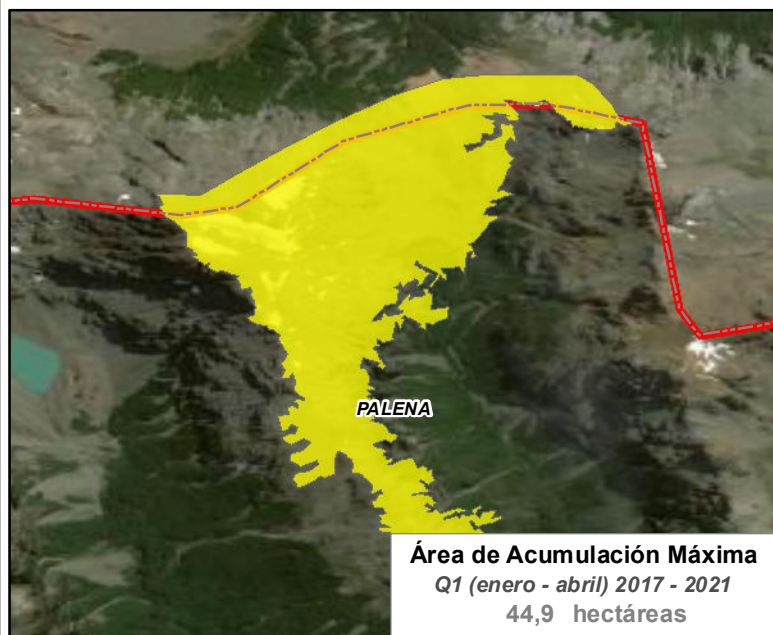 PALENA
Área de Acumulación Máxima
Q1 (enero - abril) 2017 - 2021
44,9 hectáreas